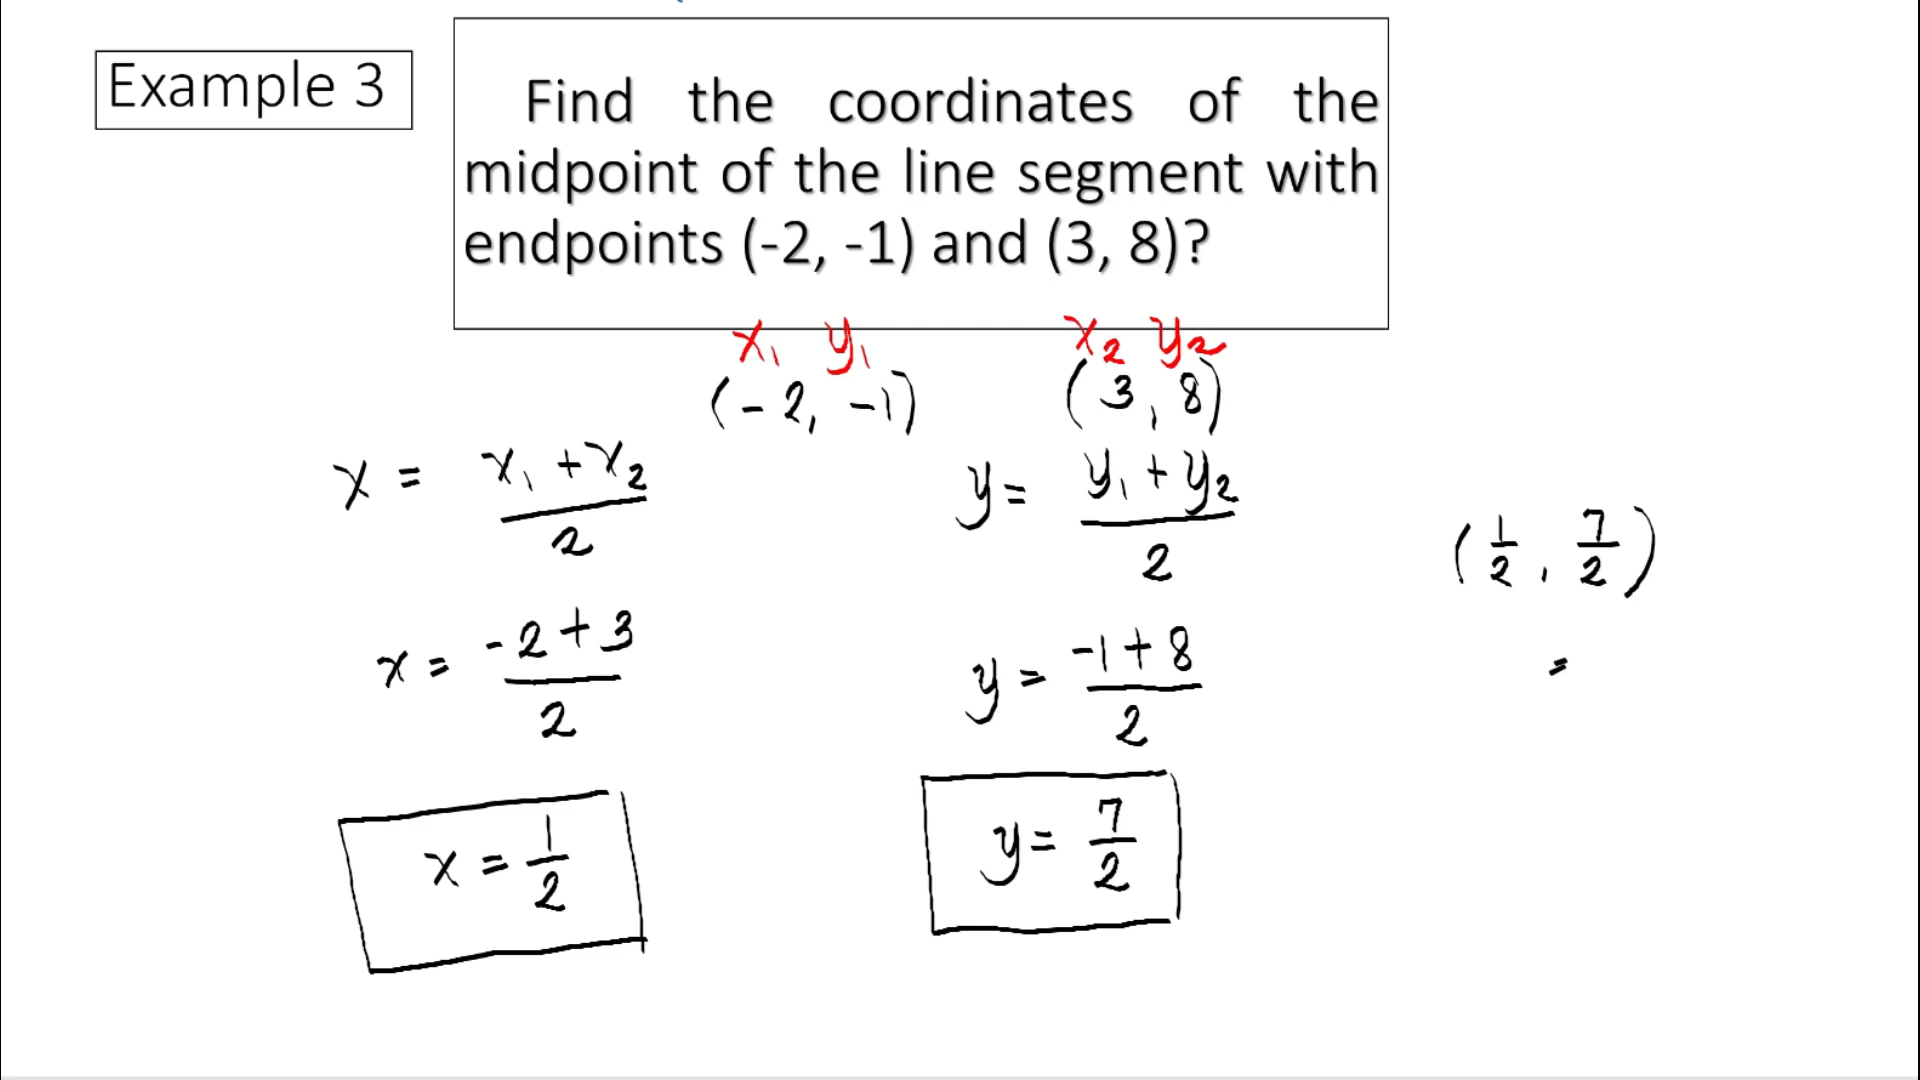 Example 3
Find the coordinates of the
midpoint of the line segment with
endpoints (-2, -1) and (3, 8)?
x₁ y₁ x₂ y₂
(-2, -1) (3, 8)
x = x₁ + x₂ / 2 y = y₁ + y₂ / 2
(1/2, 7/2)
x = -2 + 3 / 2 y = -1 + 8 / 2
=
x = 1/2 y = 7/2